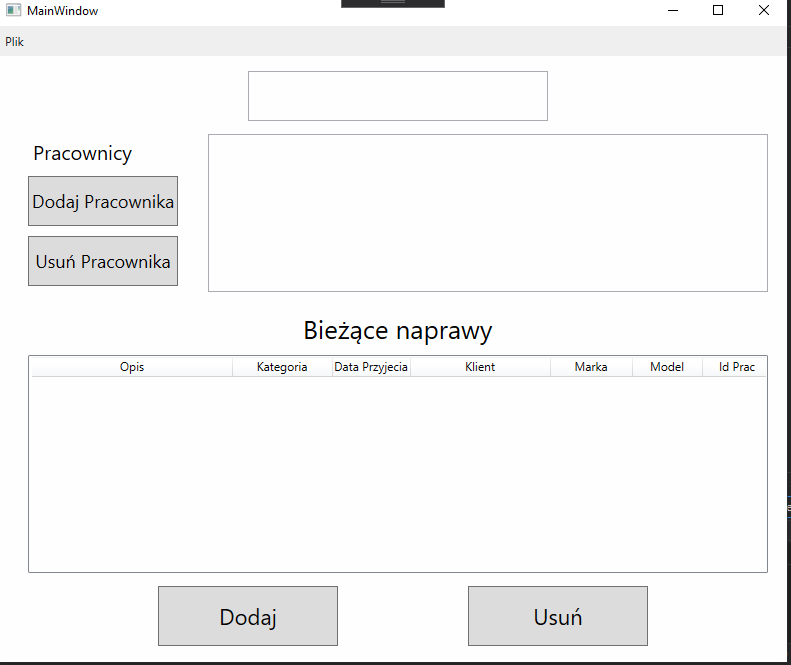 MainWindow
Plik
Pracownicy
Dodaj Pracownika
Usuń Pracownika
Bieżące naprawy
Opis Kategoria Data Przyjecia Klient Marka Model Id Prac
Dodaj Usuń